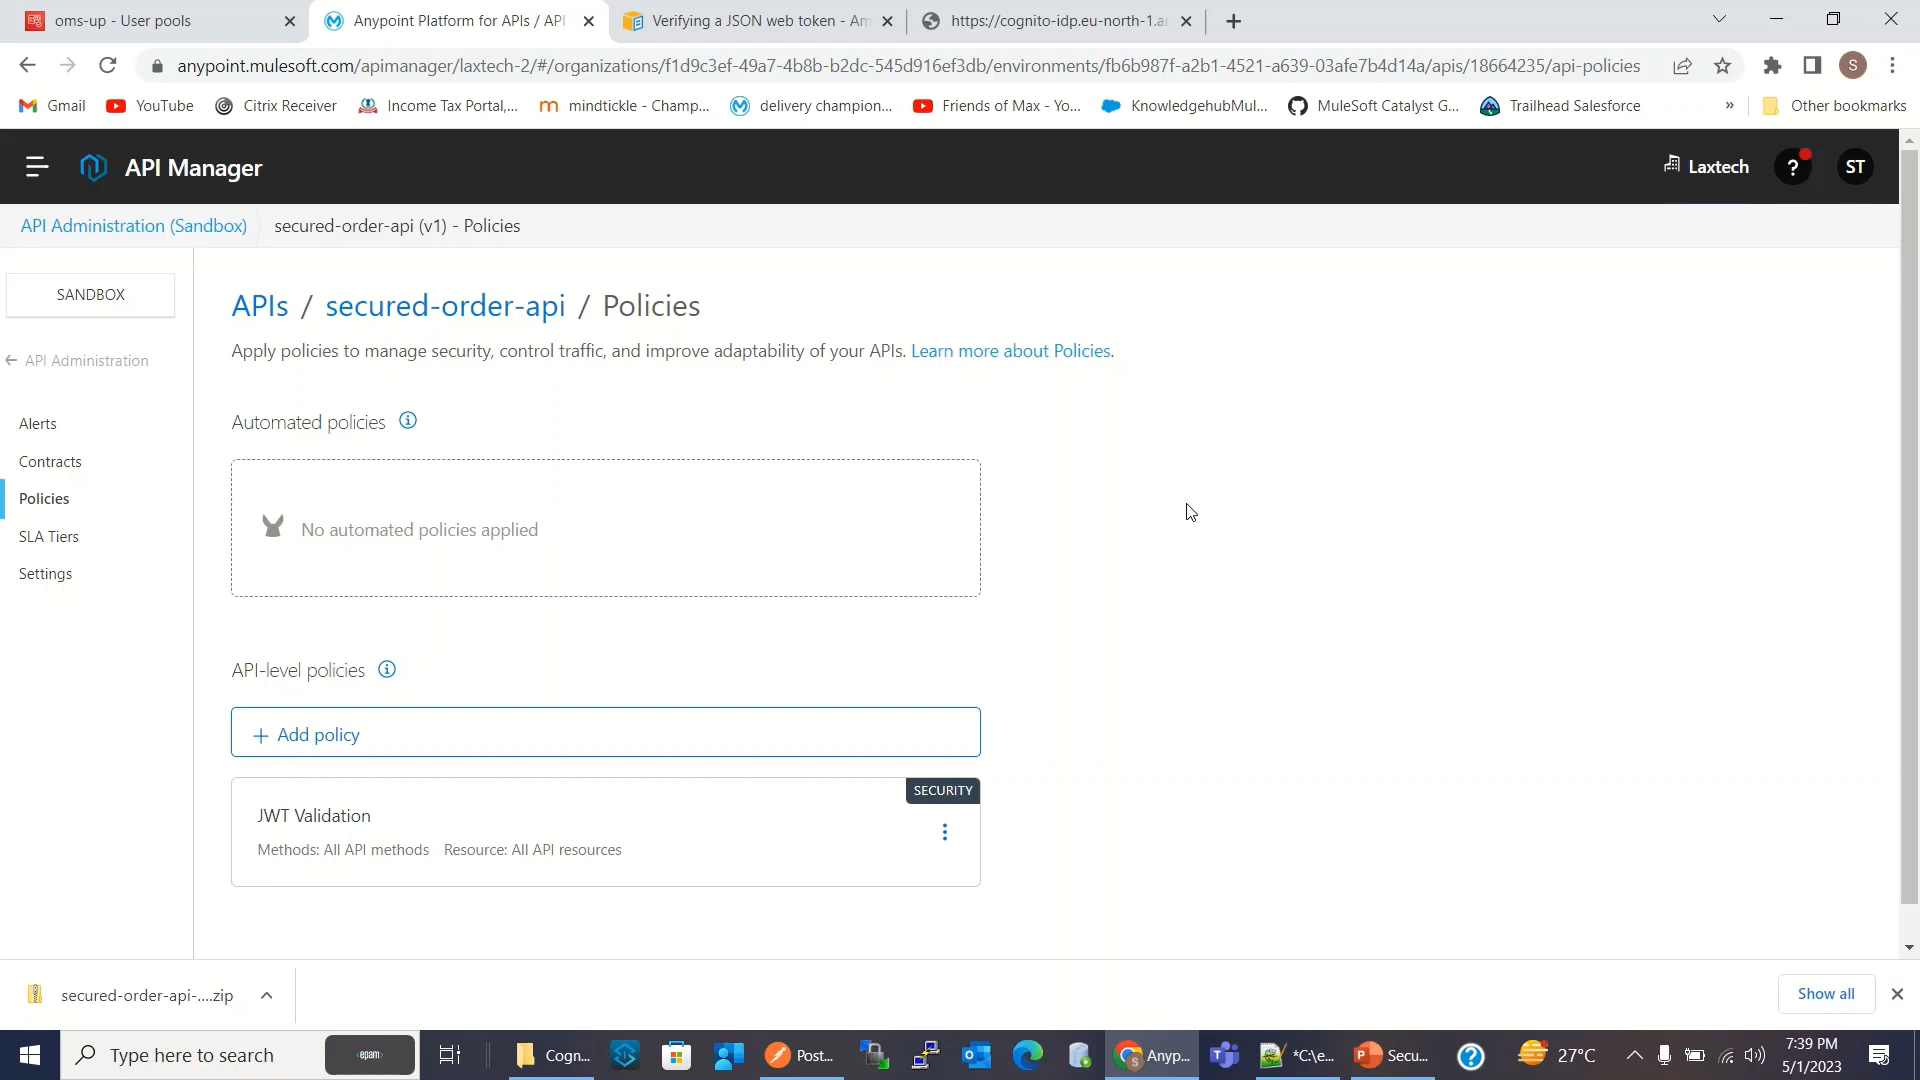 oms-up - User pools
Anypoint Platform for APIs / API
Verifying a JSON web token - Am
https://cognito-idp.eu-north-1.a
anypoint.mulesoft.com/apimanager/laxtech-2/#/organizations/f1d9c3ef-49a7-4b8b-b2dc-545d916ef3db/environments/fb6b987f-a2b1-4521-a639-03afe7b4d14a/apis/18664235/api-policies
S
Gmail
YouTube
Citrix Receiver
Income Tax Portal,...
mindtickle - Champ...
delivery champion...
Friends of Max - Yo...
KnowledgehubMul...
MuleSoft Catalyst G...
Trailhead Salesforce
»
Other bookmarks
API Manager
Laxtech
?
ST
API Administration (Sandbox)
secured-order-api (v1) - Policies
SANDBOX
API Administration
Alerts
Contracts
Policies
SLA Tiers
Settings
APIs / secured-order-api / Policies
Apply policies to manage security, control traffic, and improve adaptability of your APIs. Learn more about Policies.
Automated policies
No automated policies applied
API-level policies
+ Add policy
SECURITY
JWT Validation
Methods: All API methods Resource: All API resources
secured-order-api-....zip
Show all
Type here to search
<epam>
Cogn...
Post...
Anyp...
*C:\e...
Secu...
27°C
7:39 PM
5/1/2023